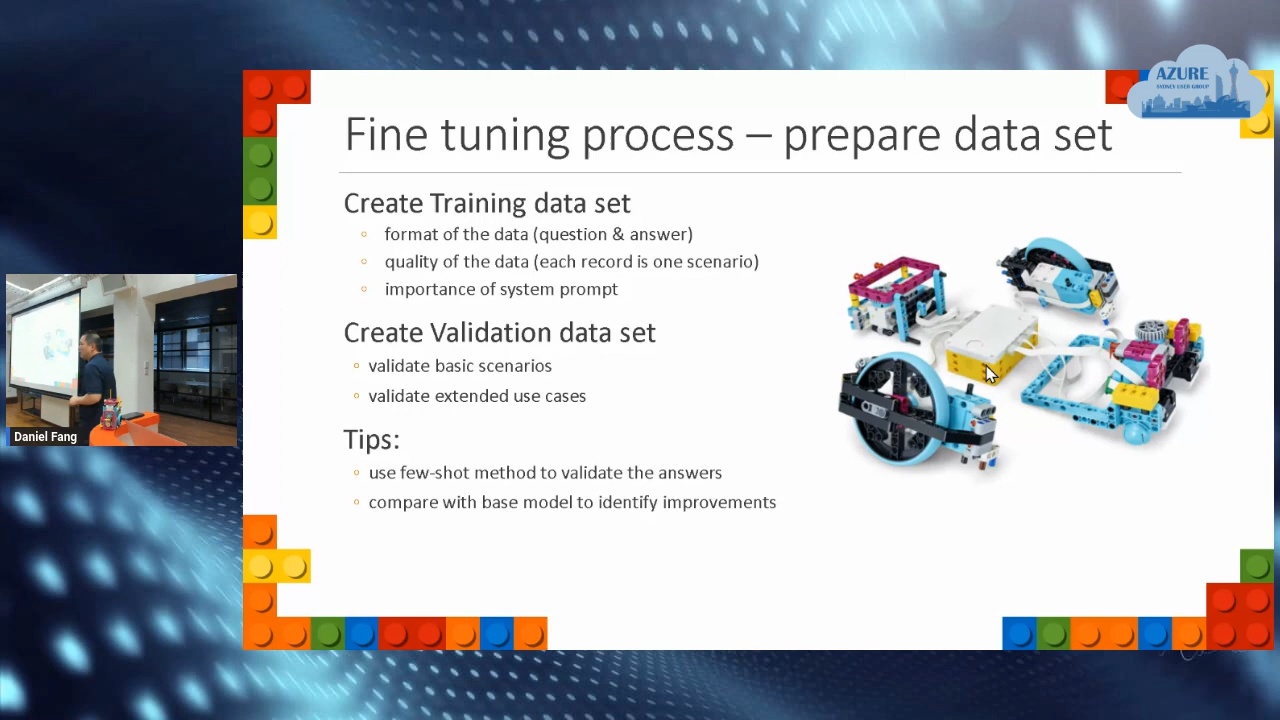 AZURE
SYDNEY USER GROUP
Fine tuning process – prepare data set
Create Training data set
◦ format of the data (question & answer)
◦ quality of the data (each record is one scenario)
◦ importance of system prompt
Create Validation data set
◦ validate basic scenarios
◦ validate extended use cases
Tips:
◦ use few-shot method to validate the answers
◦ compare with base model to identify improvements
Daniel Fang